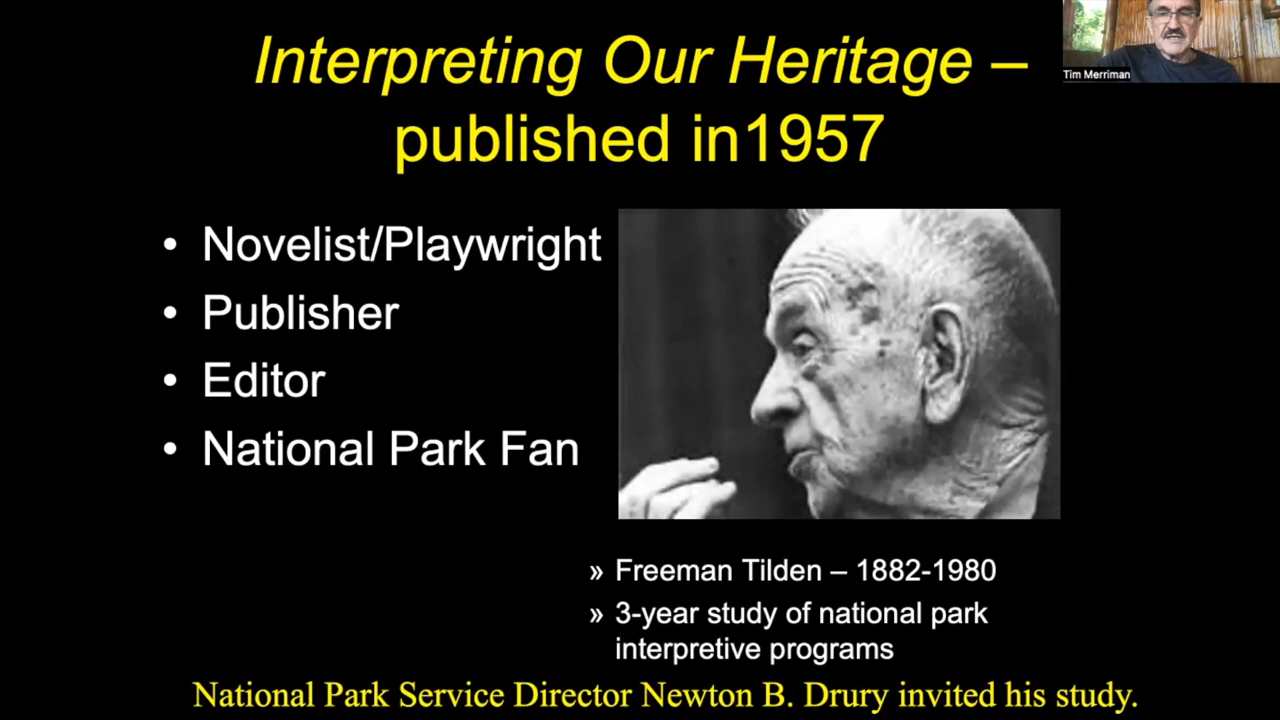 Interpreting Our Heritage –
published in1957
Tim Merriman
• Novelist/Playwright
• Publisher
• Editor
• National Park Fan
» Freeman Tilden – 1882-1980
» 3-year study of national park
interpretive programs
National Park Service Director Newton B. Drury invited his study.